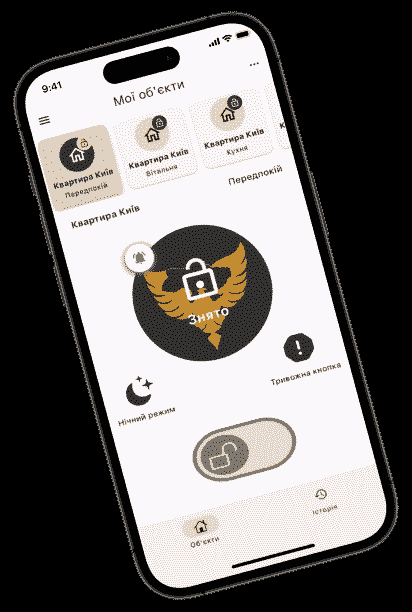 9:41
Мої об'єкти
Квартира Київ
Передпокій
Квартира Київ
Вітальня
Квартира Київ
Кухня
Квартира Київ
Передпокій
Знято
Нічний режим
Тривожна кнопка
Об'єкти
Історія